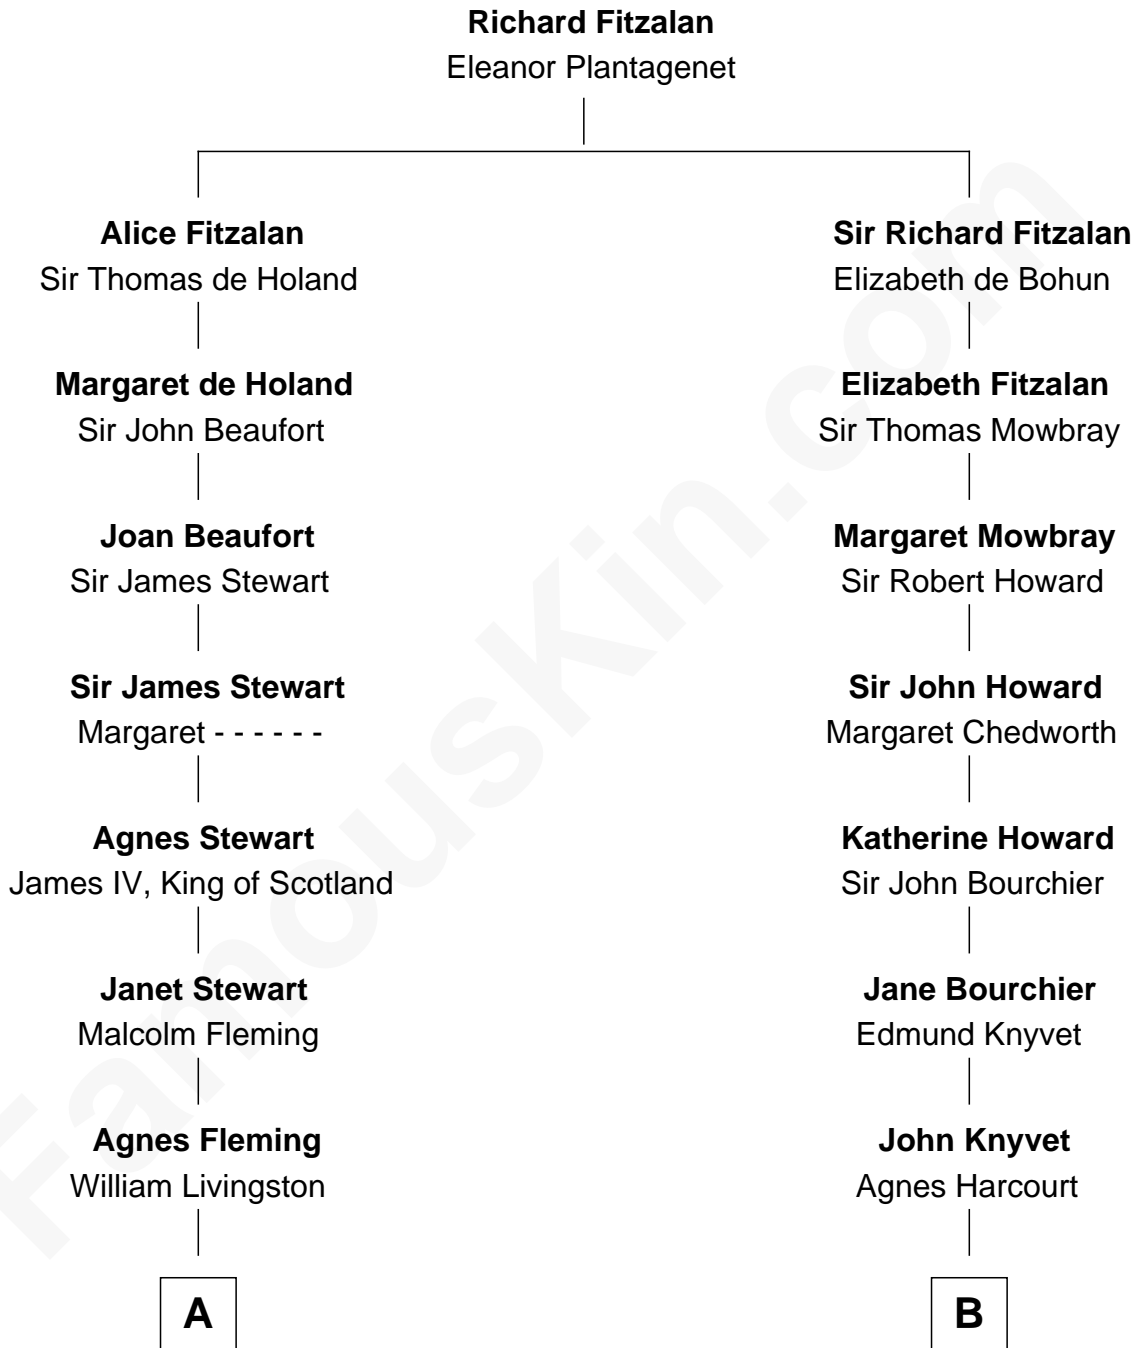 Richard Fitzalan
Eleanor Plantagenet
Alice Fitzalan
Sir Thomas de Holand
Margaret de Holand
Sir John Beaufort
Joan Beaufort
Sir James Stewart
Sir James Stewart
Margaret - - - - - -
Agnes Stewart
James IV, King of Scotland
Janet Stewart
Malcolm Fleming
Agnes Fleming
William Livingston
A
Sir Richard Fitzalan
Elizabeth de Bohun
Elizabeth Fitzalan
Sir Thomas Mowbray
Margaret Mowbray
Sir Robert Howard
Sir John Howard
Margaret Chedworth
Katherine Howard
Sir John Bourchier
Jane Bourchier
Edmund Knyvet
John Knyvet
Agnes Harcourt
B
FamousKin.com